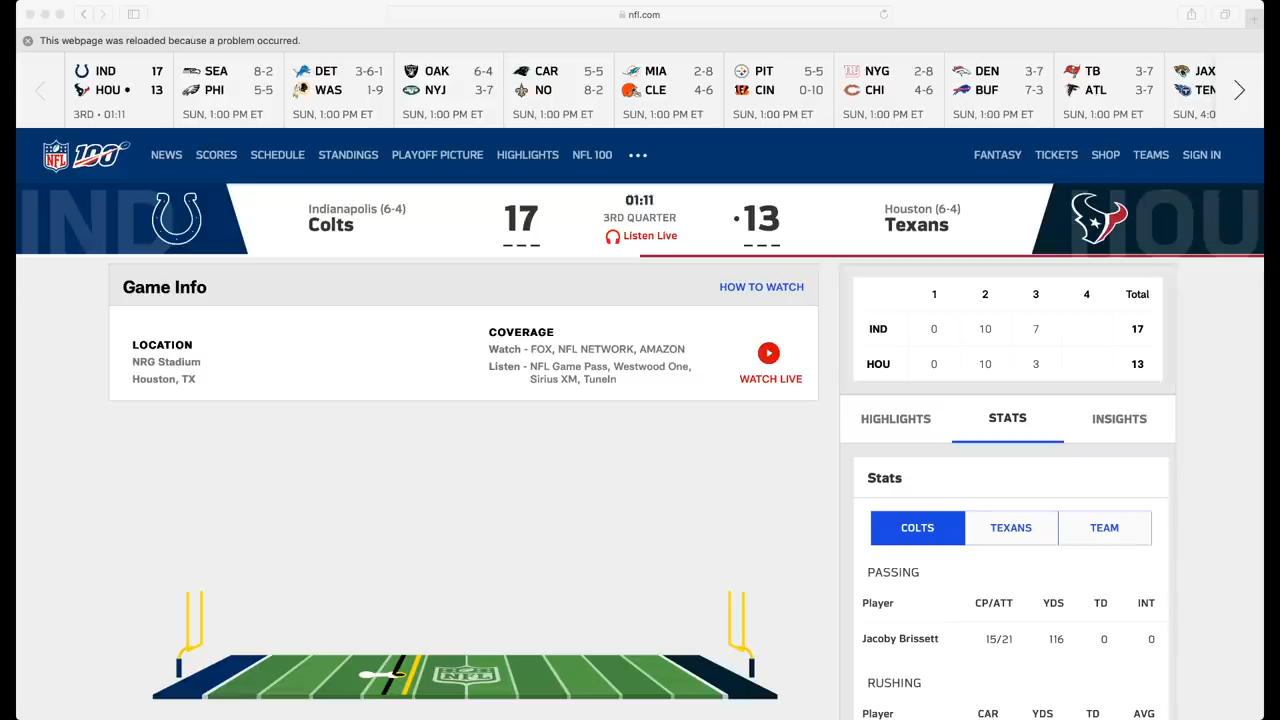 nfl.com
This webpage was reloaded because a problem occurred.
IND 17
HOU • 13
3RD • 01:11
SEA 8-2
PHI 5-5
SUN, 1:00 PM ET
DET 3-6-1
WAS 1-9
SUN, 1:00 PM ET
OAK 6-4
NYJ 3-7
SUN, 1:00 PM ET
CAR 5-5
NO 8-2
SUN, 1:00 PM ET
MIA 2-8
CLE 4-6
SUN, 1:00 PM ET
PIT 5-5
CIN 0-10
SUN, 1:00 PM ET
NYG 2-8
CHI 4-6
SUN, 1:00 PM ET
DEN 3-7
BUF 7-3
SUN, 1:00 PM ET
TB 3-7
ATL 3-7
SUN, 1:00 PM ET
JAX
TEN
SUN, 4:0
NFL 100 NEWS SCORES SCHEDULE STANDINGS PLAYOFF PICTURE HIGHLIGHTS NFL 100 ••• FANTASY TICKETS SHOP TEAMS SIGN IN
IND
Indianapolis (6-4)
Colts
17
01:11
3RD QUARTER
Listen Live
·13
Houston (6-4)
Texans
HOU
Game Info HOW TO WATCH
LOCATION
NRG Stadium
Houston, TX
COVERAGE
Watch - FOX, NFL NETWORK, AMAZON
Listen - NFL Game Pass, Westwood One,
Sirius XM, TuneIn
WATCH LIVE
NFL
1 2 3 4 Total
IND 0 10 7 17
HOU 0 10 3 13
HIGHLIGHTS STATS INSIGHTS
Stats
COLTS TEXANS TEAM
PASSING
Player CP/ATT YDS TD INT
Jacoby Brissett 15/21 116 0 0
RUSHING
Player CAR YDS TD AVG